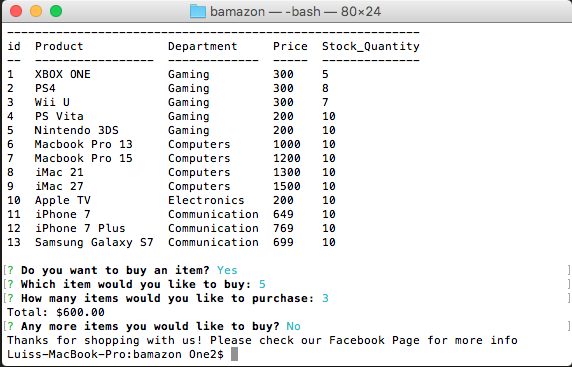 bamazon — -bash — 80×24
------------------------------------------------------------
id  Product            Department     Price  Stock_Quantity
--  -----------------  -------------  -----  --------------
1   XBOX ONE           Gaming         300    5
2   PS4                Gaming         300    8
3   Wii U              Gaming         300    7
4   PS Vita            Gaming         200    10
5   Nintendo 3DS       Gaming         200    10
6   Macbook Pro 13     Computers      1000   10
7   Macbook Pro 15     Computers      1200   10
8   iMac 21            Computers      1300   10
9   iMac 27            Computers      1500   10
10  Apple TV           Electronics    200    10
11  iPhone 7           Communication  649    10
12  iPhone 7 Plus      Communication  769    10
13  Samsung Galaxy S7  Communication  699    10
[? Do you want to buy an item? Yes ]
[? Which item would you like to buy: 5 ]
[? How many items would you like to purchase: 3 ]
Total: $600.00
[? Any more items you would like to buy? No ]
Thanks for shopping with us! Please check our Facebook Page for more info
Luiss-MacBook-Pro:bamazon One2$